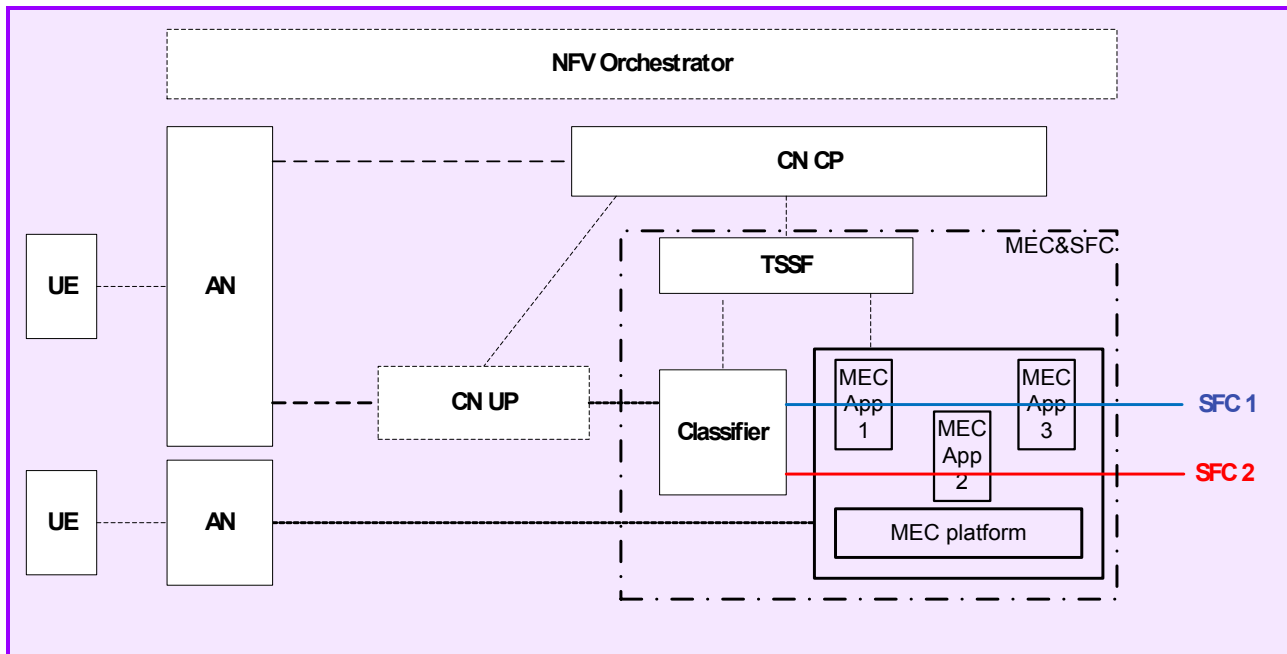 NFV Orchestrator
CN CP
MEC&SFC
TSSF
UE
AN
CN UP
Classifier
MEC
App
1
MEC
App
2
MEC
App
3
SFC 1
SFC 2
MEC platform
UE
AN